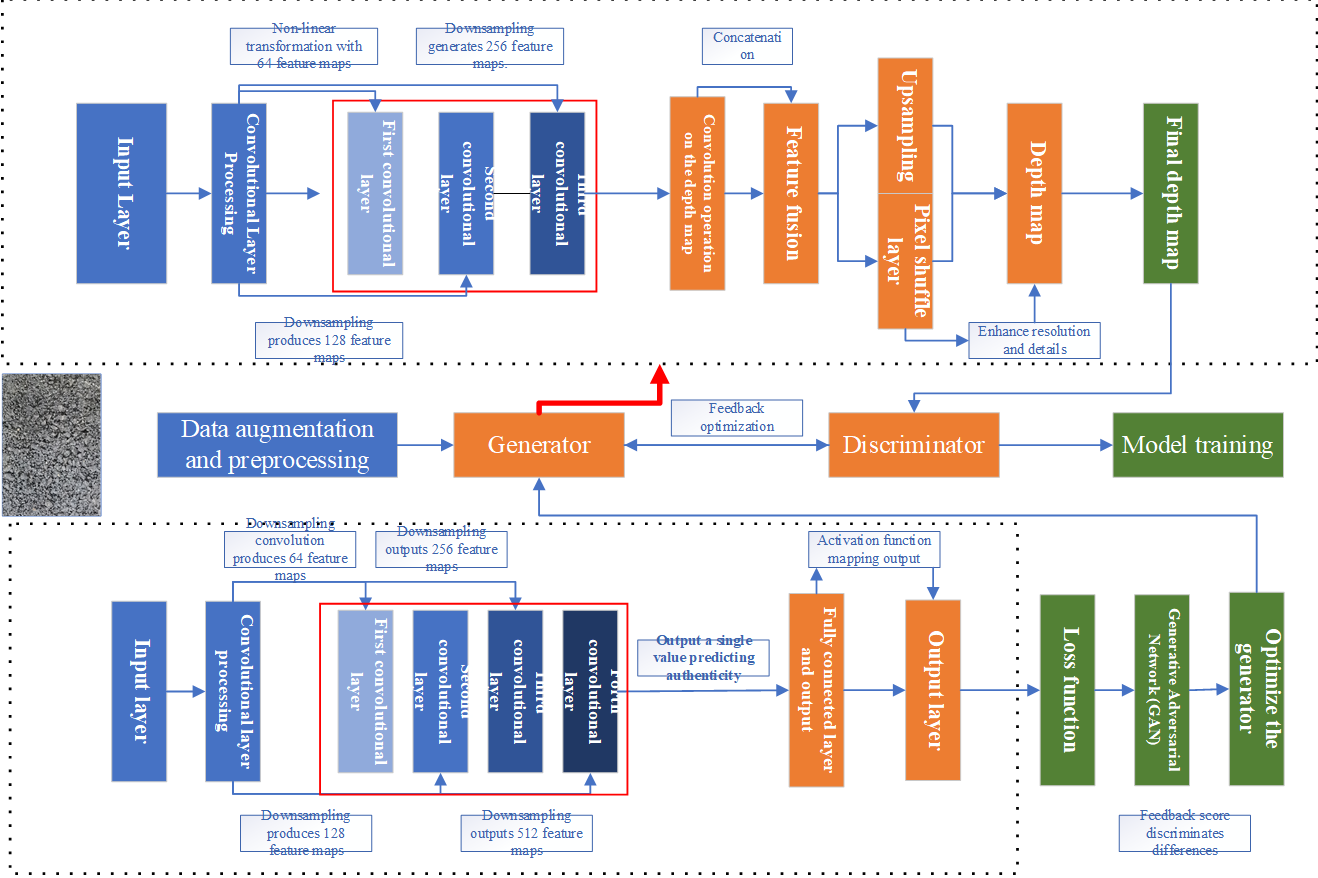 Non-linear
transformation with
64 feature maps
Downsampling
generates 256 feature
maps.
Concatenati
on
Input Layer
Convolutional Layer
Processing
First convolutional
layer
Second
convolutional
layer
Third
convolutional
layer
Convolution operation
on the depth map
Feature fusion
Upsampling
Pixel shuffle
layer
Depth map
Final depth map
Downsampling
produces 128 feature
maps
Enhance resolution
and details
Data augmentation
and preprocessing
Generator
Feedback
optimization
Discriminator
Model training
Downsampling
convolution
produces 64 feature
maps
Downsampling
outputs 256 feature
maps
Activation function
mapping output
Input layer
Convolutional layer
processing
First convolutional
layer
Second
convolutional
layer
Third
convolutional
layer
convolutional
layer
Output a single
value predicting
authenticity
Fully connected layer
and output
Output layer
Loss function
Generative Adversarial
Network (GAN)
Optimize the
generator
Downsampling
produces 128
feature maps
Downsampling
outputs 512 feature
maps
Feedback score
discriminates
differences